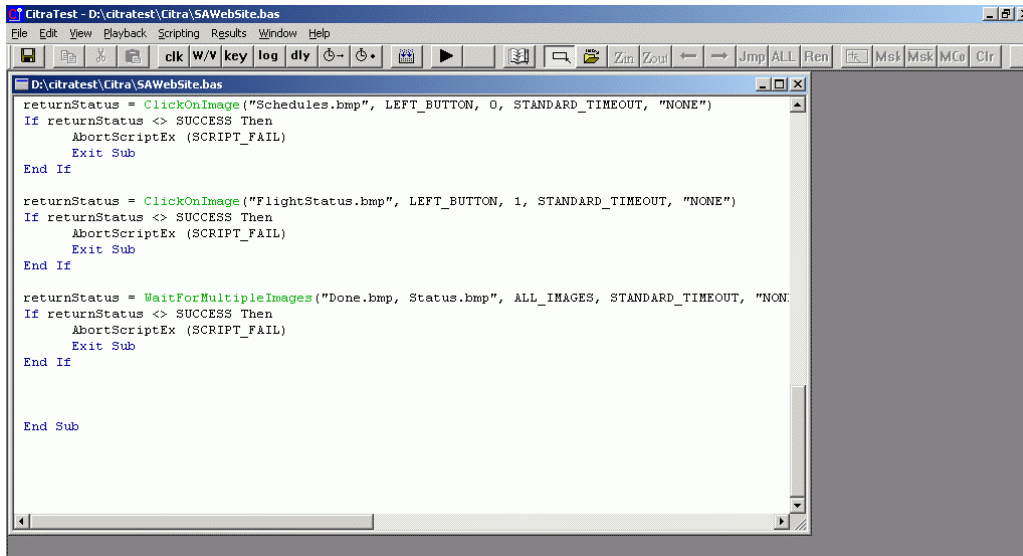 CitraTest - D:\citratest\Citra\SAWebSite.bas
File Edit View Playback Scripting Results Window Help
clk W/V key log dly Zin Zout Jmp ALL Ren Msk Msk MCo Clr
D:\citratest\Citra\SAWebSite.bas
returnStatus = ClickOnImage("Schedules.bmp", LEFT_BUTTON, 0, STANDARD_TIMEOUT, "NONE")
If returnStatus <> SUCCESS Then
AbortScriptEx (SCRIPT_FAIL)
Exit Sub
End If
returnStatus = ClickOnImage("FlightStatus.bmp", LEFT_BUTTON, 1, STANDARD_TIMEOUT, "NONE")
If returnStatus <> SUCCESS Then
AbortScriptEx (SCRIPT_FAIL)
Exit Sub
End If
returnStatus = WaitForMultipleImages("Done.bmp, Status.bmp", ALL_IMAGES, STANDARD_TIMEOUT, "NON
If returnStatus <> SUCCESS Then
AbortScriptEx (SCRIPT_FAIL)
Exit Sub
End If
End Sub